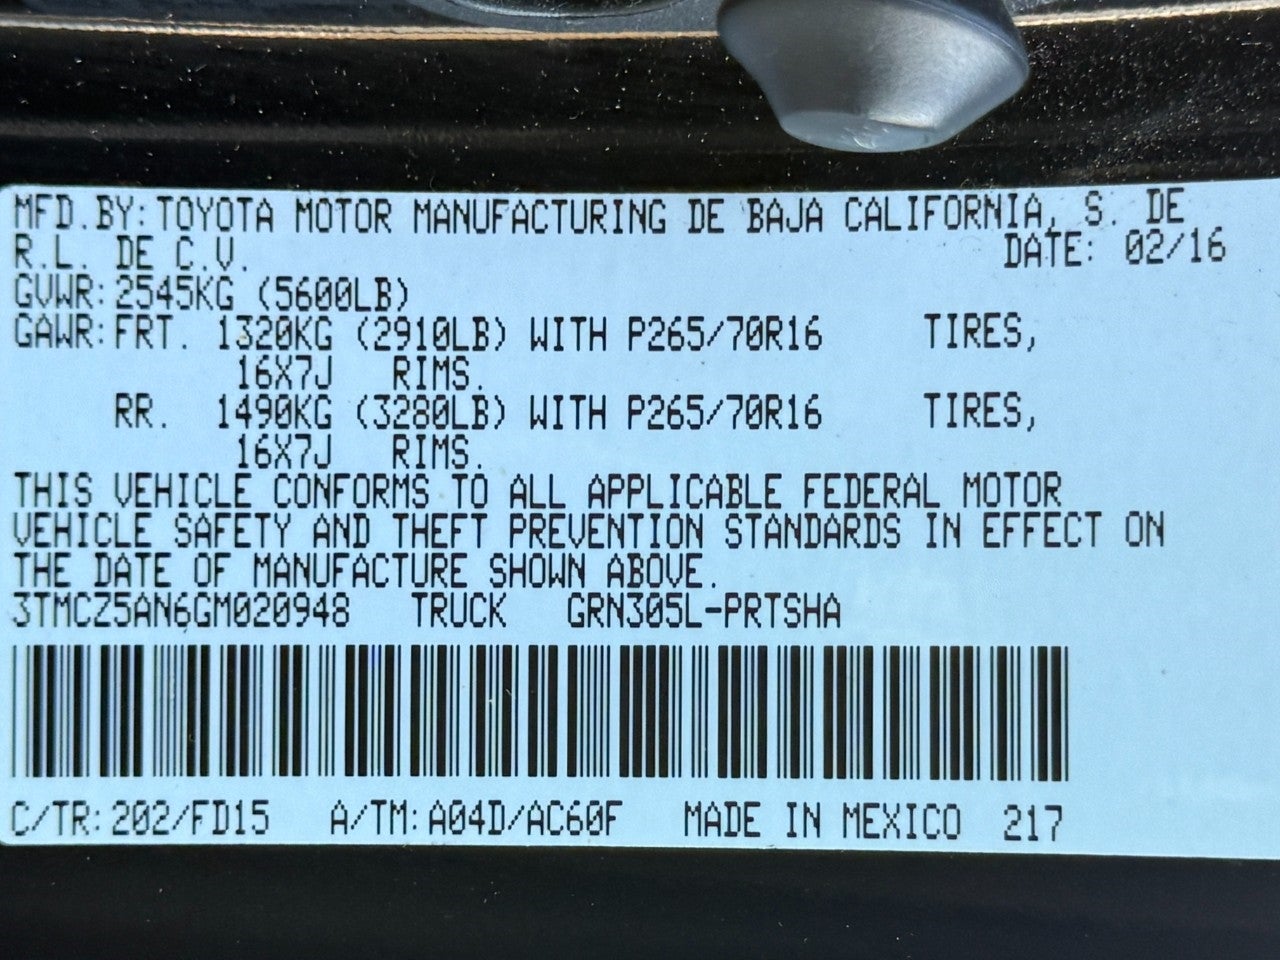 MFD.BY:TOYOTA MOTOR MANUFACTURING DE BAJA CALIFORNIA, S. DE
R.L. DE C.V. DATE: 02/16
GVWR:2545KG (5600LB)
GAWR:FRT. 1320KG (2910LB) WITH P265/70R16 TIRES,
16X7J RIMS.
RR. 1490KG (3280LB) WITH P265/70R16 TIRES,
16X7J RIMS.
THIS VEHICLE CONFORMS TO ALL APPLICABLE FEDERAL MOTOR
VEHICLE SAFETY AND THEFT PREVENTION STANDARDS IN EFFECT ON
THE DATE OF MANUFACTURE SHOWN ABOVE.
3TMCZ5AN6GM020948 TRUCK GRN305L-PRTSHA
C/TR:202/FD15 A/TM:A04D/AC60F MADE IN MEXICO 217